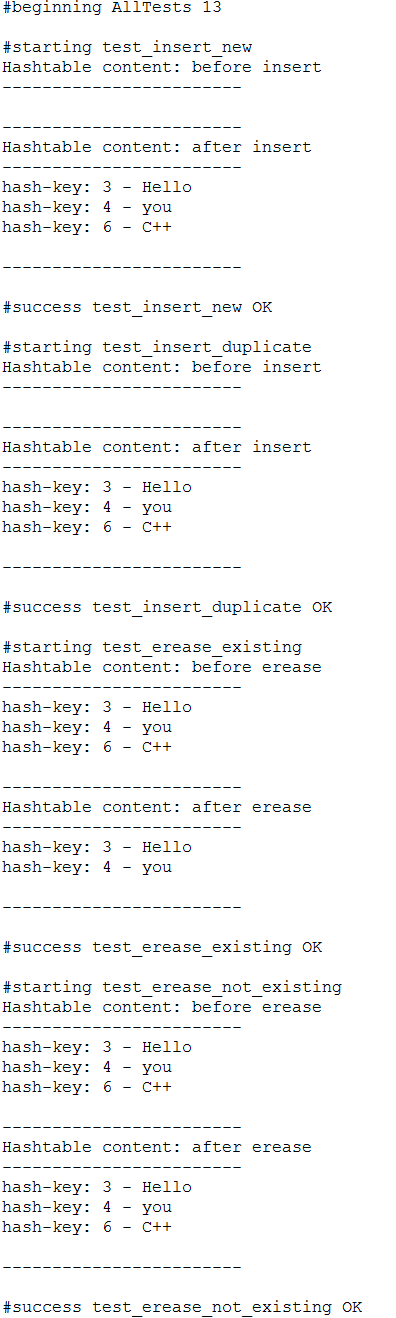 #beginning AllTests 13
#starting test_insert_new
Hashtable content: before insert
------------------------
------------------------
Hashtable content: after insert
------------------------
hash-key: 3 - Hello
hash-key: 4 - you
hash-key: 6 - C++
------------------------
#success test_insert_new OK
#starting test_insert_duplicate
Hashtable content: before insert
------------------------
------------------------
Hashtable content: after insert
------------------------
hash-key: 3 - Hello
hash-key: 4 - you
hash-key: 6 - C++
------------------------
#success test_insert_duplicate OK
#starting test_erease_existing
Hashtable content: before erease
------------------------
hash-key: 3 - Hello
hash-key: 4 - you
hash-key: 6 - C++
------------------------
Hashtable content: after erease
------------------------
hash-key: 3 - Hello
hash-key: 4 - you
------------------------
#success test_erease_existing OK
#starting test_erease_not_existing
Hashtable content: before erease
------------------------
hash-key: 3 - Hello
hash-key: 4 - you
hash-key: 6 - C++
------------------------
Hashtable content: after erease
------------------------
hash-key: 3 - Hello
hash-key: 4 - you
hash-key: 6 - C++
------------------------
#success test_erease_not_existing OK